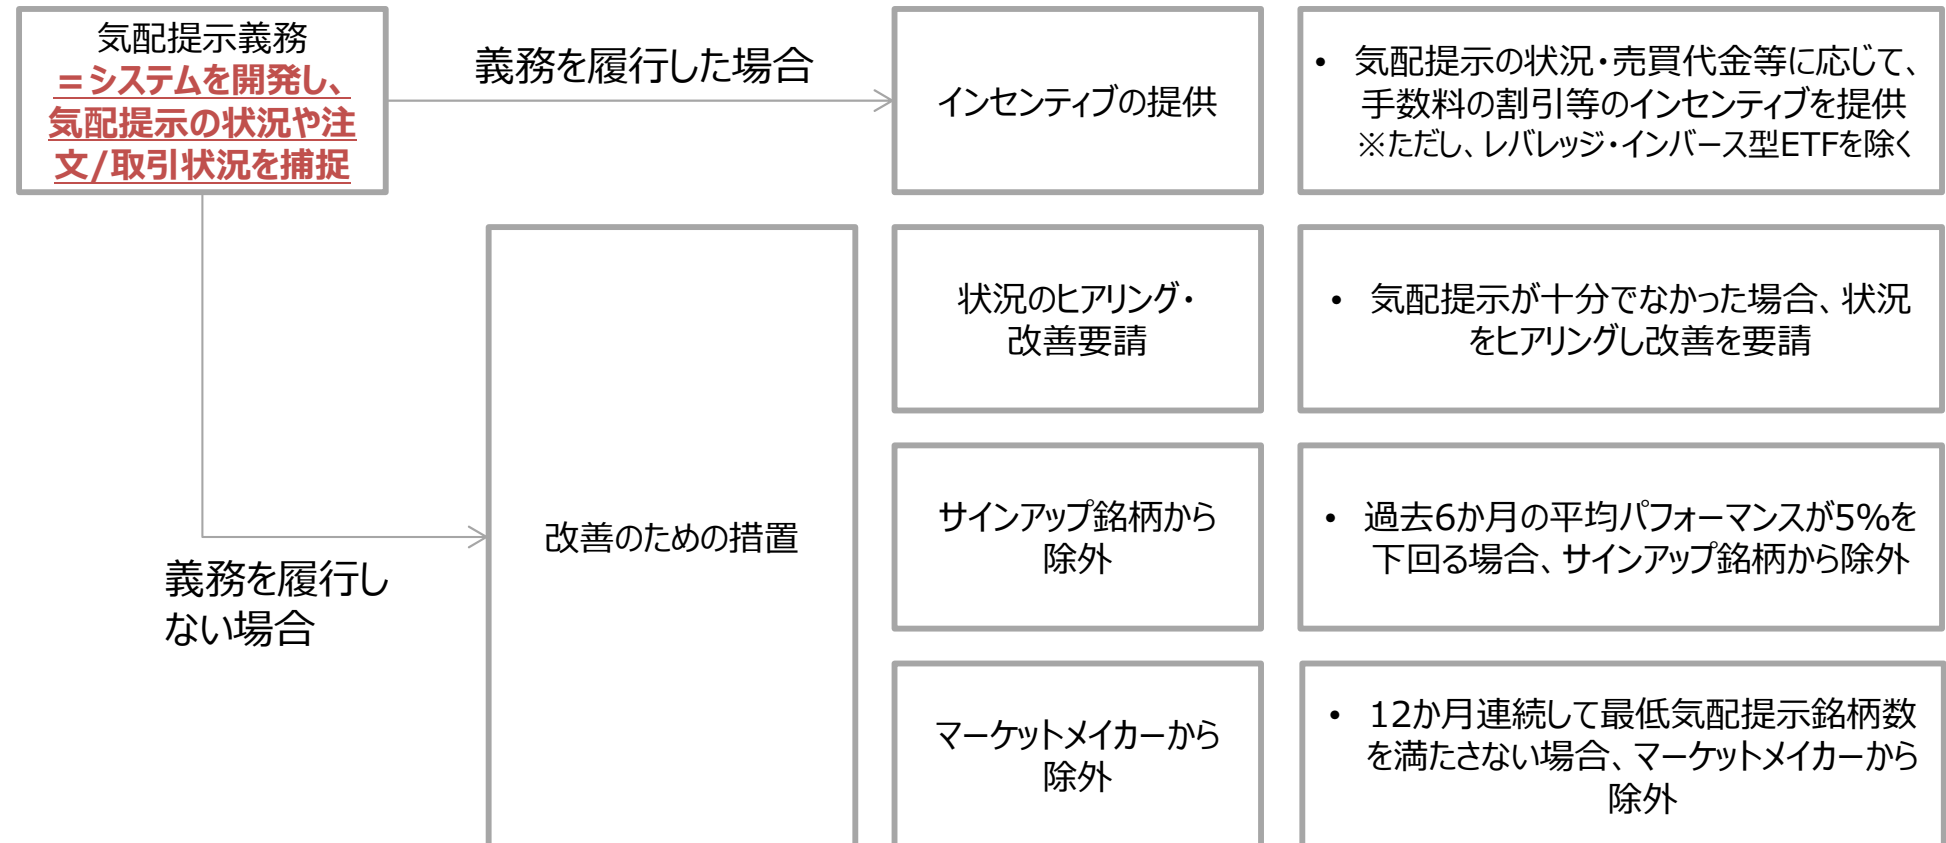 気配提示義務
=システムを開発し、
気配提示の状況や注
文/取引状況を捕捉
義務を履行した場合
インセンティブの提供
• 気配提示の状況・売買代金等に応じて、
手数料の割引等のインセンティブを提供
※ただし、レバレッジ・インバース型ETFを除く
義務を履行し
ない場合
改善のための措置
状況のヒアリング・
改善要請
• 気配提示が十分でなかった場合、状況
をヒアリングし改善を要請
サインアップ銘柄から
除外
• 過去6か月の平均パフォーマンスが5%を
下回る場合、サインアップ銘柄から除外
マーケットメイカーから
除外
• 12か月連続して最低気配提示銘柄数
を満たさない場合、マーケットメイカーから
除外